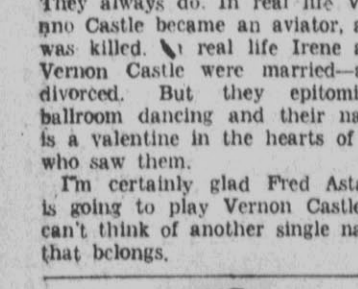 They always do. In real life V
nno Castle became an aviator, a
was killed. In real life Irene a
Vernon Castle were married—a
divorced. But they epitomi
ballroom dancing and their na
is a valentine in the hearts of
who saw them.
I'm certainly glad Fred Asta
is going to play Vernon Castle
can't think of another single na
that belongs.